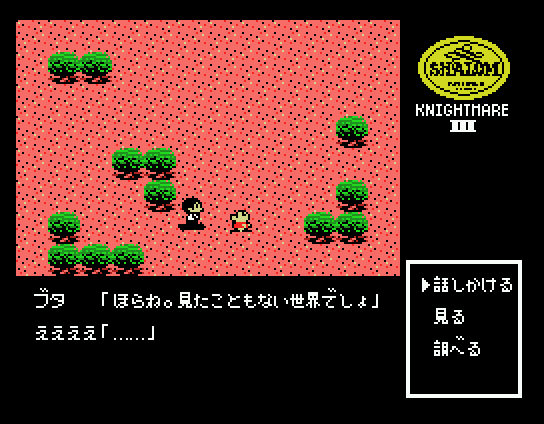 SHALOM
KNIGHTMARE
III
ブタ 「ほらね。見たこともない世界でしょ」
ええええ「……」
▶話しかける
見る
調べる